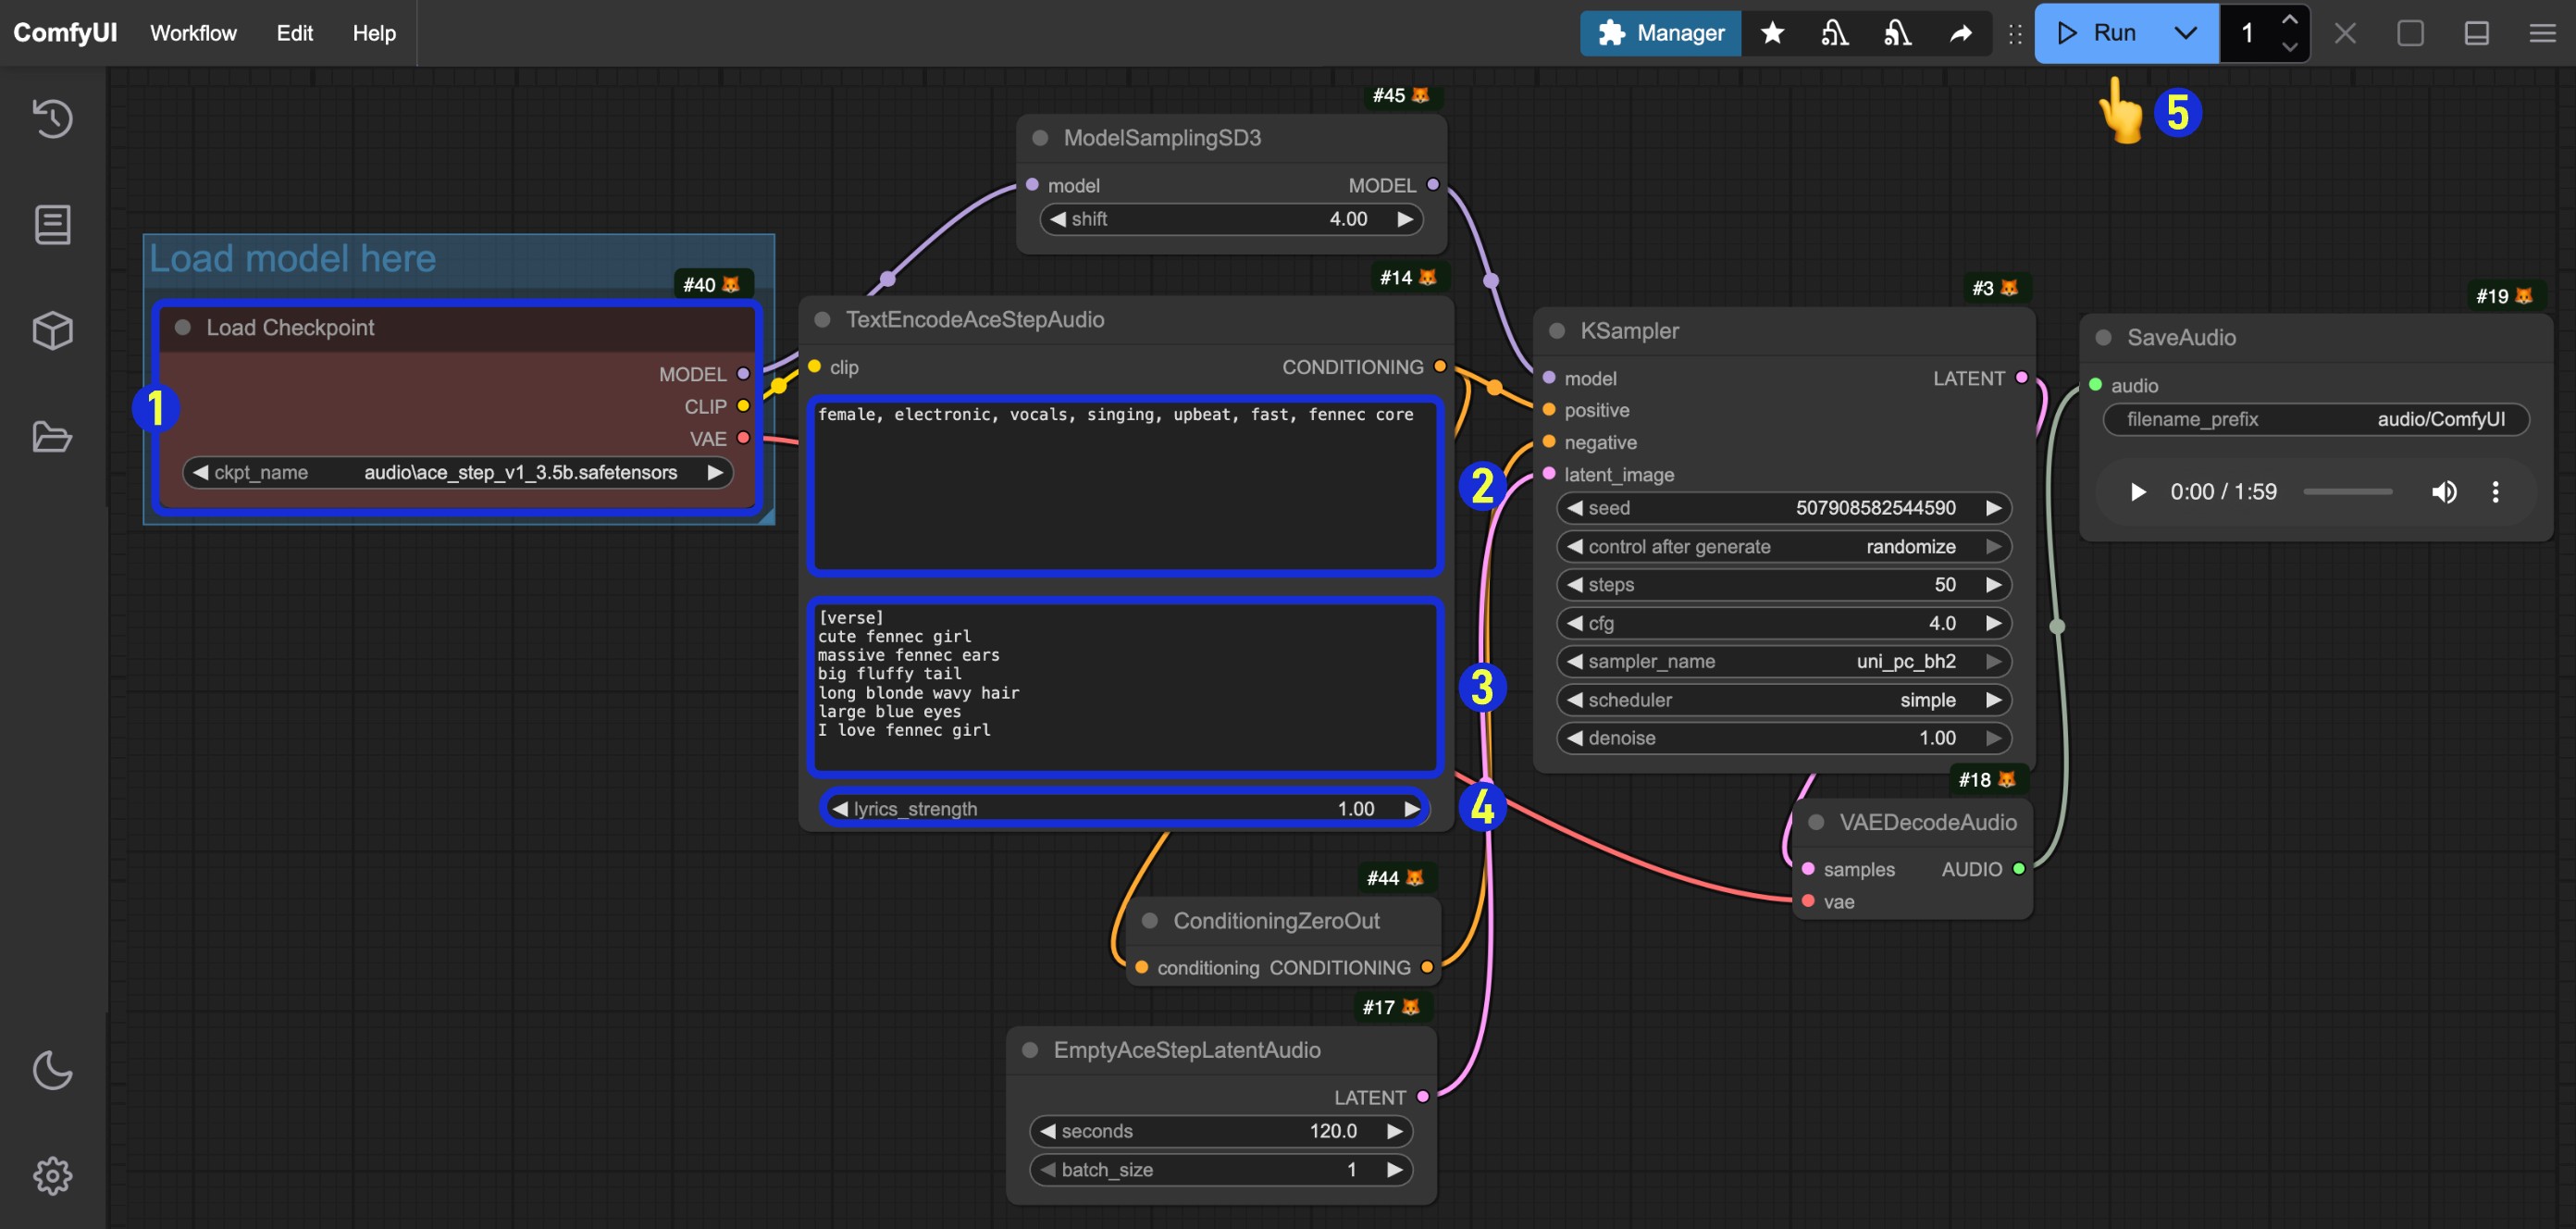 ComfyUI Workflow Edit Help
Manager Run 1
5
#45
ModelSamplingSD3
model MODEL
shift 4.00
Load model here
#40
Load Checkpoint
MODEL
CLIP
VAE
1
ckpt_name audio\ace_step_v1_3.5b.safetensors
#14
TextEncodeAceStepAudio
clip CONDITIONING
female, electronic, vocals, singing, upbeat, fast, fennec core
2
[verse]
cute fennec girl
massive fennec ears
big fluffy tail
long blonde wavy hair
large blue eyes
I love fennec girl
3
lyrics_strength 1.00
4
#44
ConditioningZeroOut
conditioning CONDITIONING
#17
EmptyAceStepLatentAudio
LATENT
seconds 120.0
batch_size 1
#3
KSampler
model LATENT
positive
negative
latent_image
seed 507908582544590
control after generate randomize
steps 50
cfg 4.0
sampler_name uni_pc_bh2
scheduler simple
denoise 1.00
#18
VAEDecodeAudio
samples AUDIO
vae
#19
SaveAudio
audio
filename_prefix audio/ComfyUI
0:00 / 1:59